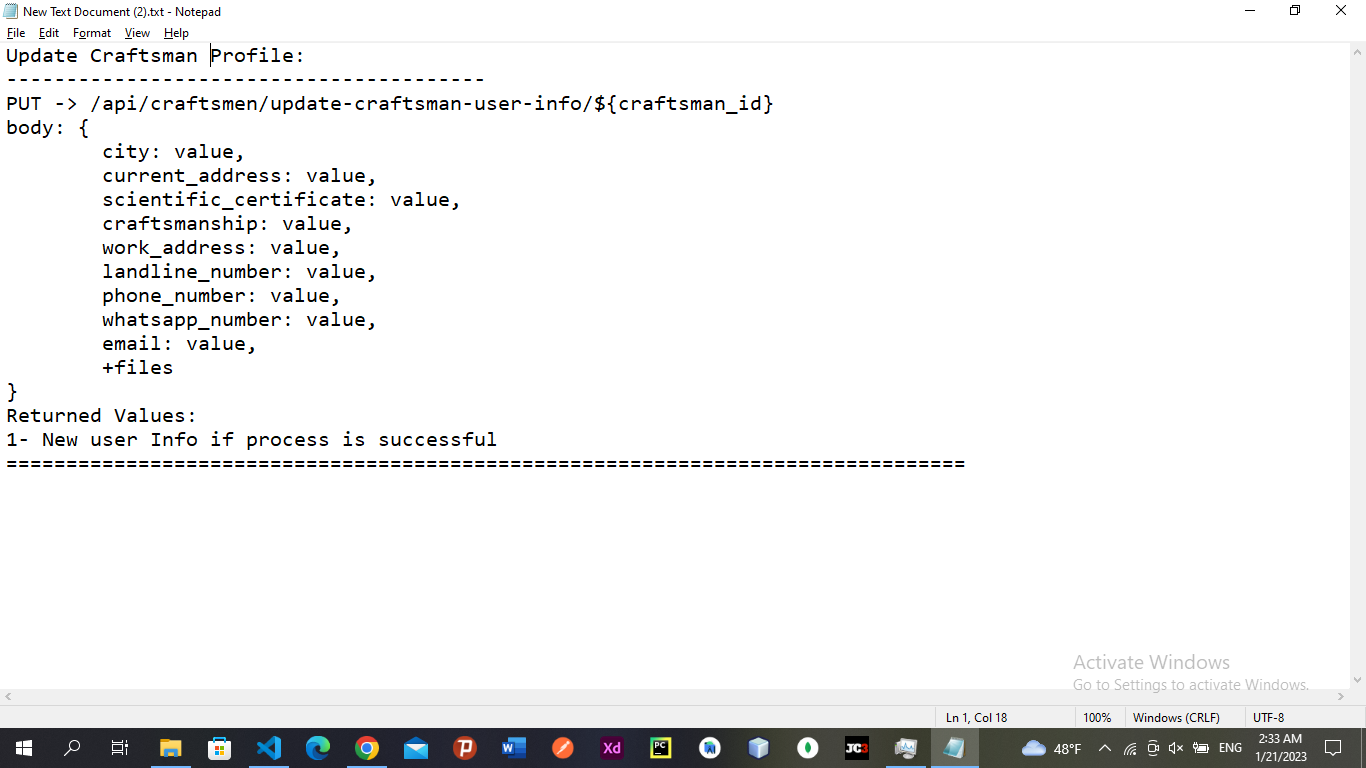 New Text Document (2).txt - Notepad
File Edit Format View Help
Update Craftsman Profile:
----------------------------------------
PUT -> /api/craftsmen/update-craftsman-user-info/${craftsman_id}
body: {
        city: value,
        current_address: value,
        scientific_certificate: value,
        craftsmanship: value,
        work_address: value,
        landline_number: value,
        phone_number: value,
        whatsapp_number: value,
        email: value,
        +files
}
Returned Values:
1- New user Info if process is successful
================================================================================
Activate Windows
Go to Settings to activate Windows.
Ln 1, Col 18 100% Windows (CRLF) UTF-8
W Xd PC JC3 48°F ENG 2:33 AM
1/21/2023